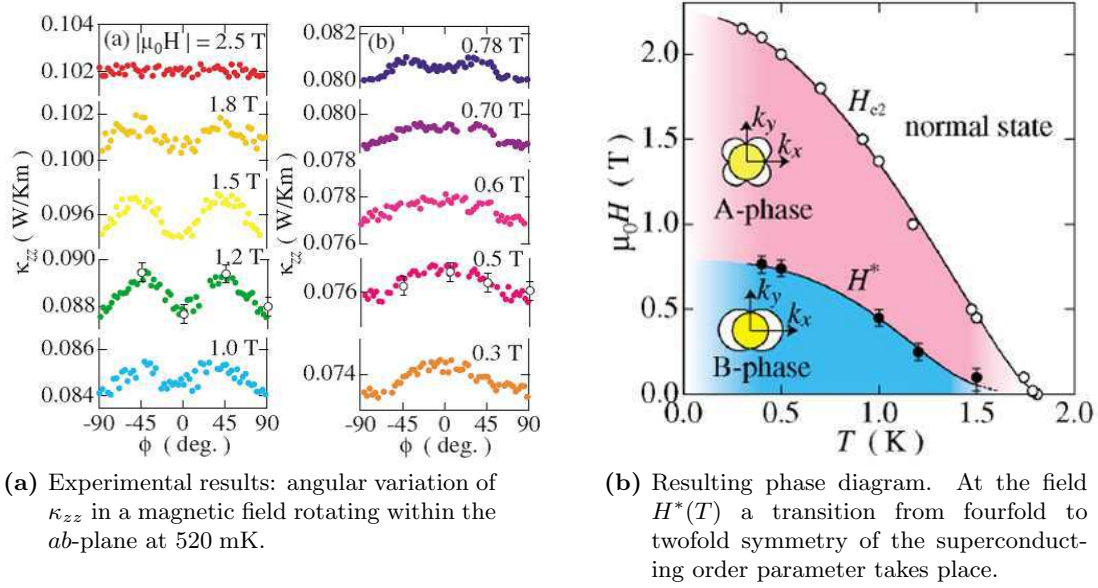 0.104
0.102
0.102
0.100
0.096
0.090
0.088
0.086
0.084
κzz ( W/Km)
(a) |μ0H| = 2.5 T
1.8 T
1.5 T
1.2 T
1.0 T
-90 -45 0 45 90
ϕ ( deg. )
0.082
0.080
0.080
0.078
0.078
0.076
0.076
0.074
κzz ( W/Km)
(b)
0.78 T
0.70 T
0.6 T
0.5 T
0.3 T
-90 -45 0 45 90
ϕ ( deg. )
(a) Experimental results: angular variation of
κzz in a magnetic field rotating within the
ab-plane at 520 mK.
2.0
1.5
1.0
0.5
0.0
μ0H (T)
Hc2
normal state
ky
kx
A-phase
H*
ky
kx
B-phase
0.0 0.5 1.0 1.5 2.0
T ( K )
(b) Resulting phase diagram. At the field
H*(T) a transition from fourfold to
twofold symmetry of the superconduct-
ing order parameter takes place.